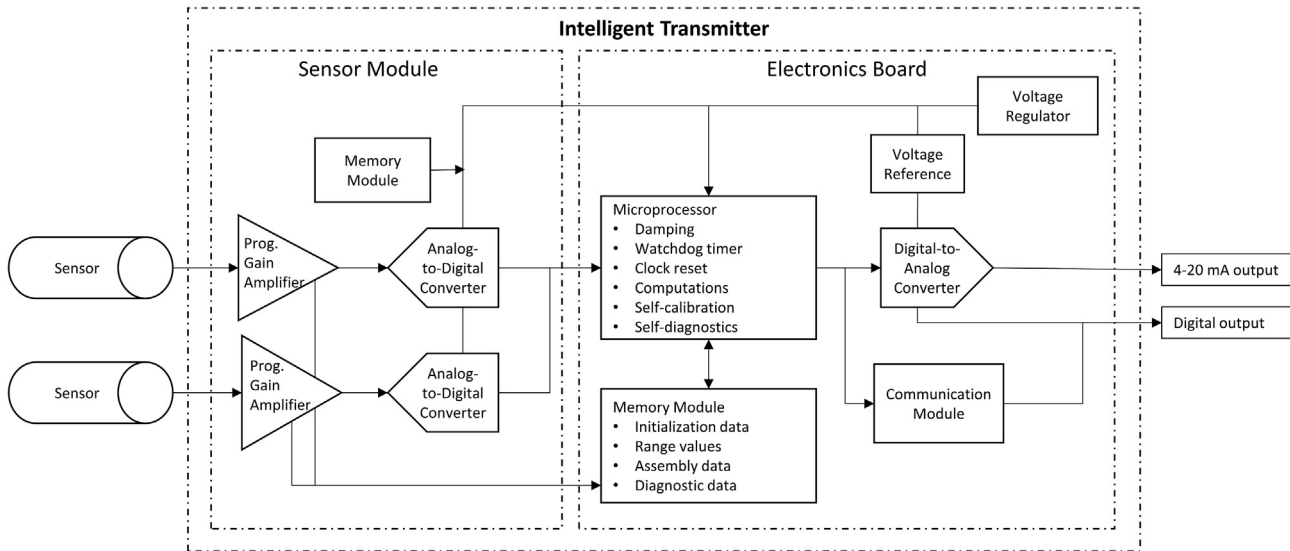 Intelligent Transmitter
Sensor Module
Electronics Board
Voltage
Regulator
Memory
Module
Voltage
Reference
Microprocessor
• Damping
• Watchdog timer
• Clock reset
• Computations
• Self-calibration
• Self-diagnostics
Sensor
Prog.
Gain
Amplifier
Analog-
to-Digital
Converter
Digital-to-
Analog
Converter
4-20 mA output
Digital output
Sensor
Prog.
Gain
Amplifier
Analog-
to-Digital
Converter
Communication
Module
Memory Module
• Initialization data
• Range values
• Assembly data
• Diagnostic data